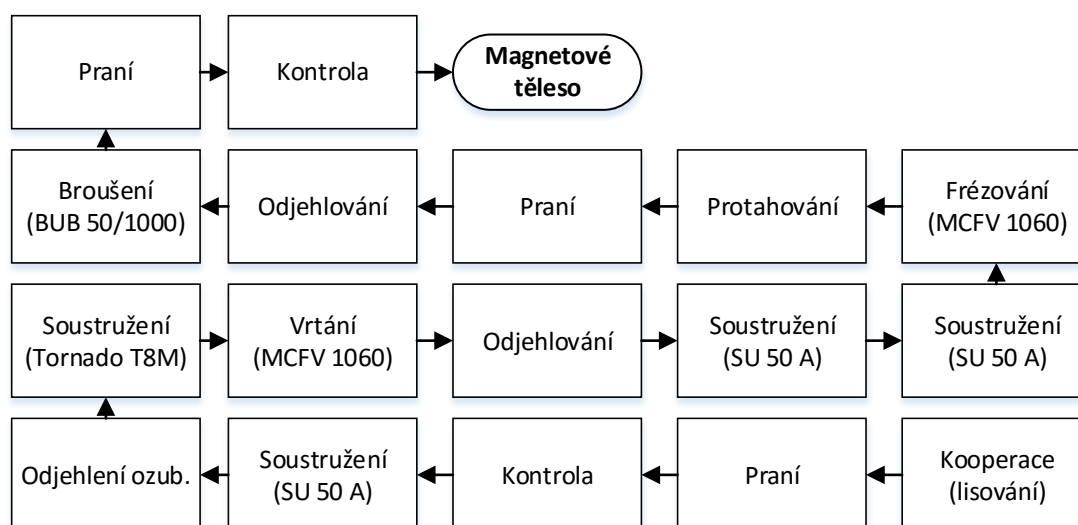 Praní
Kontrola
Magnetové
těleso
Broušení
(BUB 50/1000)
Odjehlování
Praní
Protahování
Frézování
(MCFV 1060)
Soustružení
(Tornado T8M)
Vrtání
(MCFV 1060)
Odjehlování
Soustružení
(SU 50 A)
Soustružení
(SU 50 A)
Odjehlení ozub.
Soustružení
(SU 50 A)
Kontrola
Praní
Kooperace
(lisování)